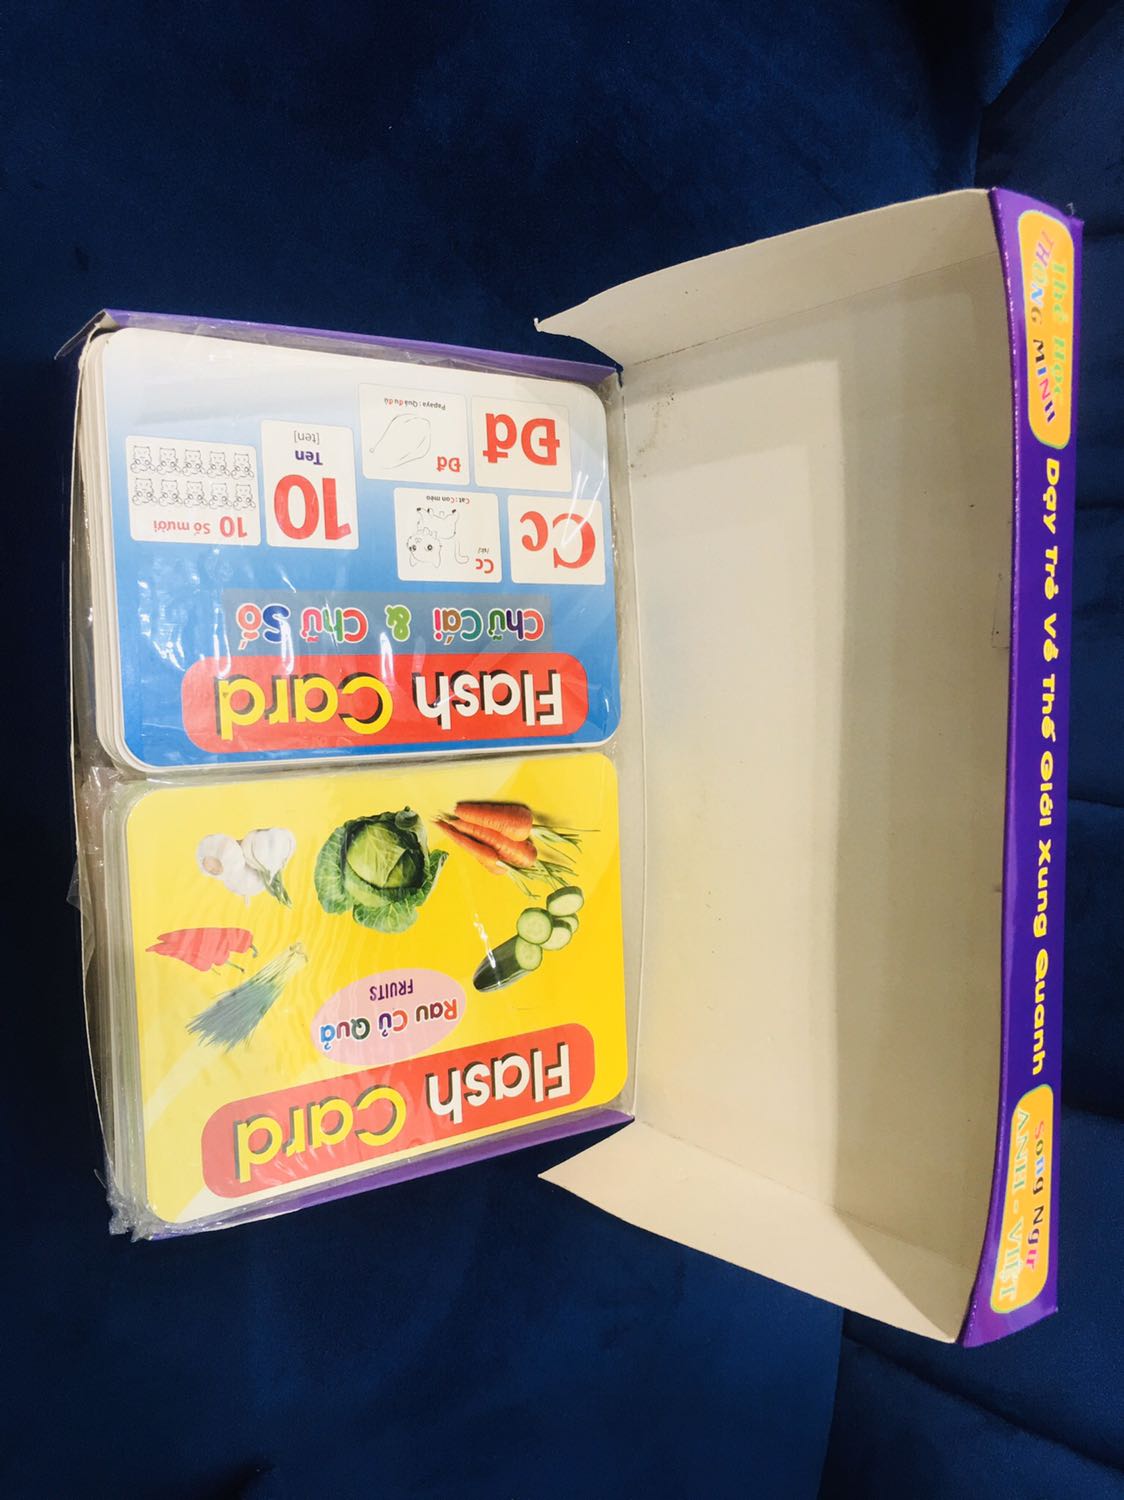 Thẻ Học
THÔNG MINH
Dạy Trẻ Về Thế Giới Xung Quanh
Song Ngữ
ANH - VIỆT
Flash Card
Chữ Cái & Chữ Số
Cc
Cc
/si:/
Cat : Con mèo
10
Ten
[ten]
10 Số mười
Đđ
Đđ
Papaya : Quả đu đủ
Flash Card
Rau Củ Quả
FRUITS